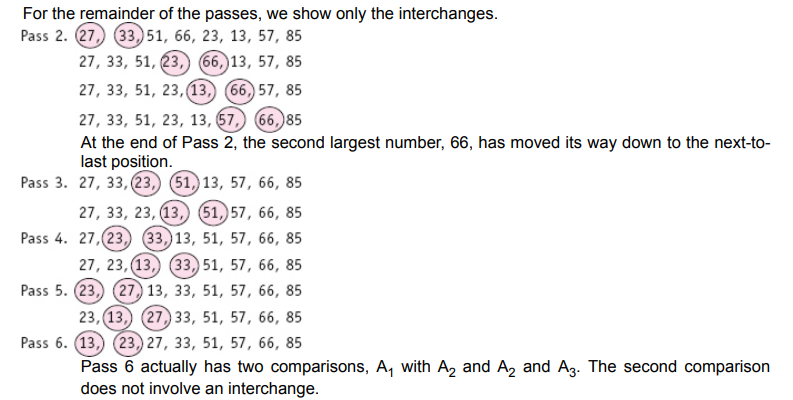 For the remainder of the passes, we show only the interchanges.
Pass 2. 27, 33, 51, 66, 23, 13, 57, 85
27, 33, 51, 23, 66, 13, 57, 85
27, 33, 51, 23, 13, 66, 57, 85
27, 33, 51, 23, 13, 57, 66, 85
At the end of Pass 2, the second largest number, 66, has moved its way down to the next-to-
last position.
Pass 3. 27, 33, 23, 51, 13, 57, 66, 85
27, 33, 23, 13, 51, 57, 66, 85
Pass 4. 27, 23, 33, 13, 51, 57, 66, 85
27, 23, 13, 33, 51, 57, 66, 85
Pass 5. 23, 27, 13, 33, 51, 57, 66, 85
23, 13, 27, 33, 51, 57, 66, 85
Pass 6. 13, 23, 27, 33, 51, 57, 66, 85
Pass 6 actually has two comparisons, A₁ with A₂ and A₂ and A₃. The second comparison
does not involve an interchange.